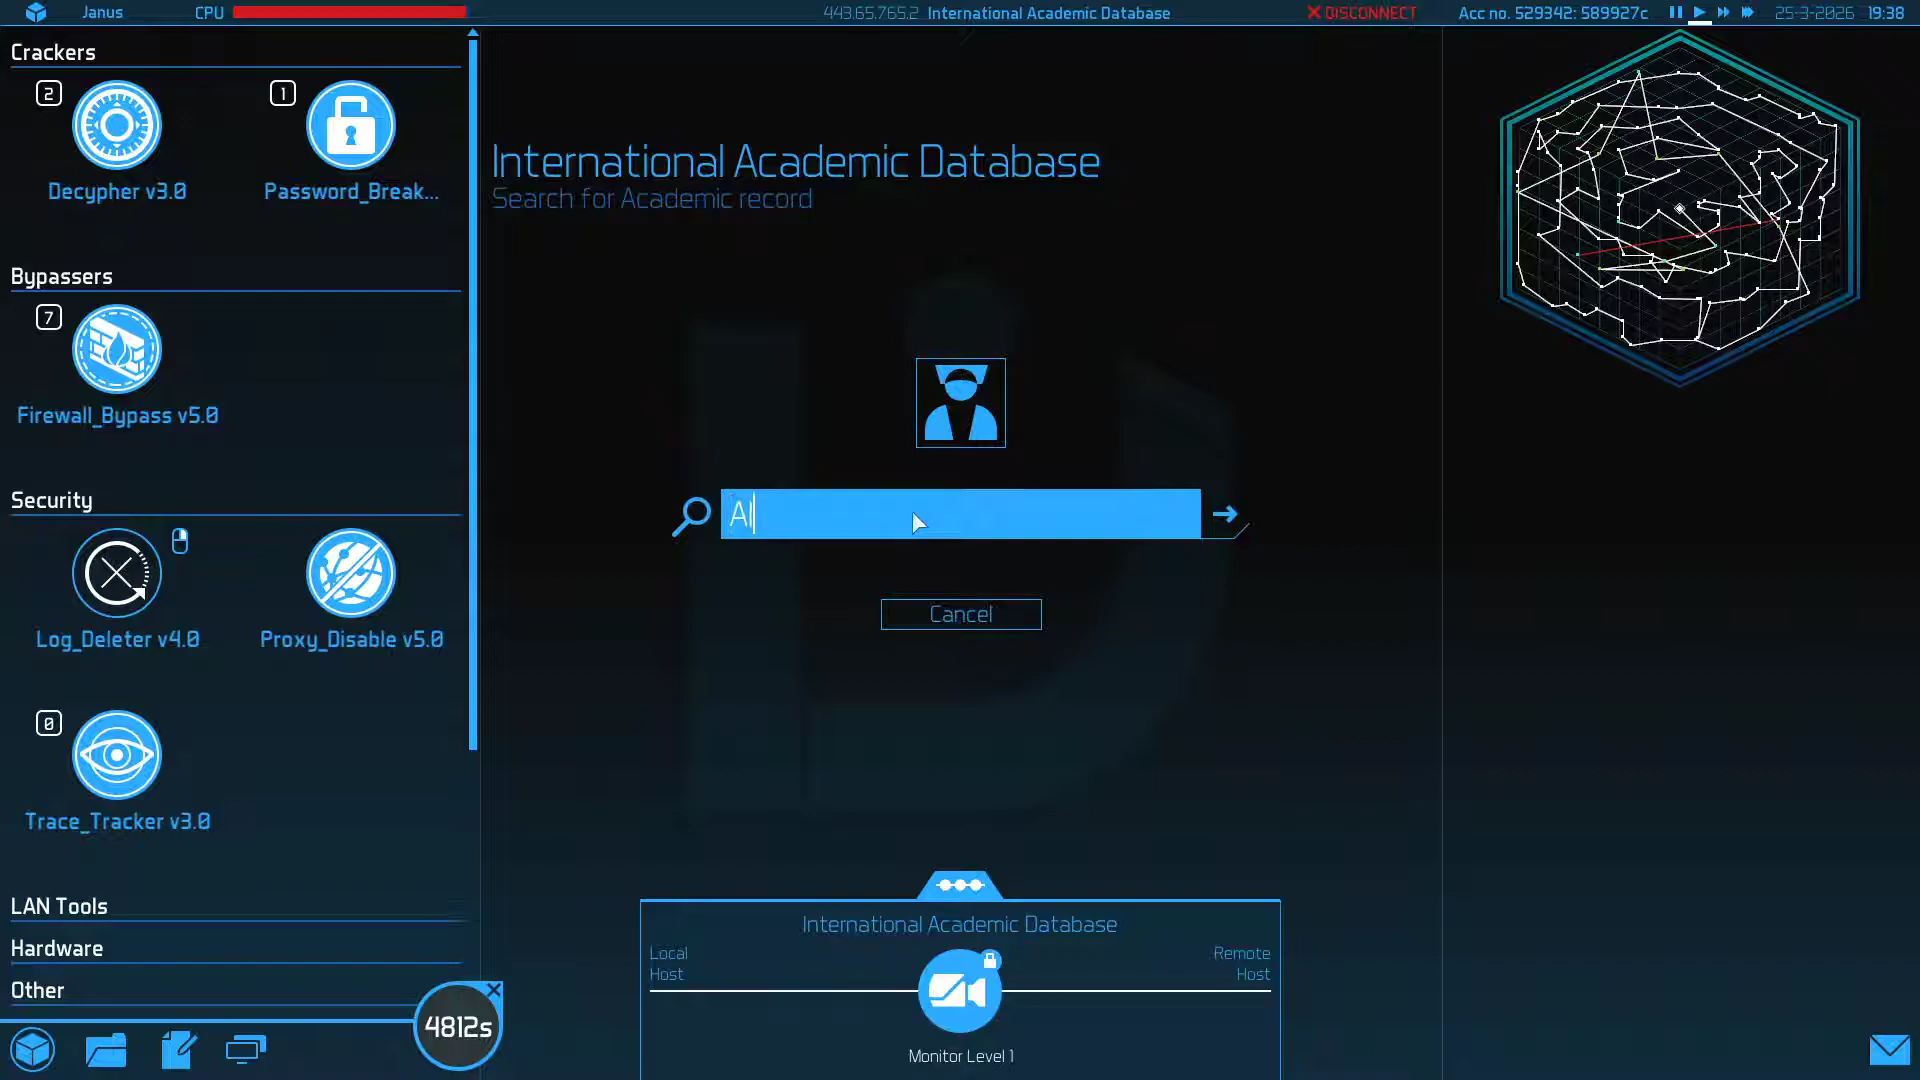 Janus
CPU
443.65.765.2 International Academic Database
DISCONNECT
Acc no. 529342: 589927c
25-3-2026 19:38
Crackers
2
Decypher v3.0
1
Password_Break...
Bypassers
7
Firewall_Bypass v5.0
Security
Log_Deleter v4.0
Proxy_Disable v5.0
0
Trace_Tracker v3.0
LAN Tools
Hardware
Other
4812s
International Academic Database
Search for Academic record
Al
Cancel
International Academic Database
Local
Host
Remote
Host
Monitor Level 1